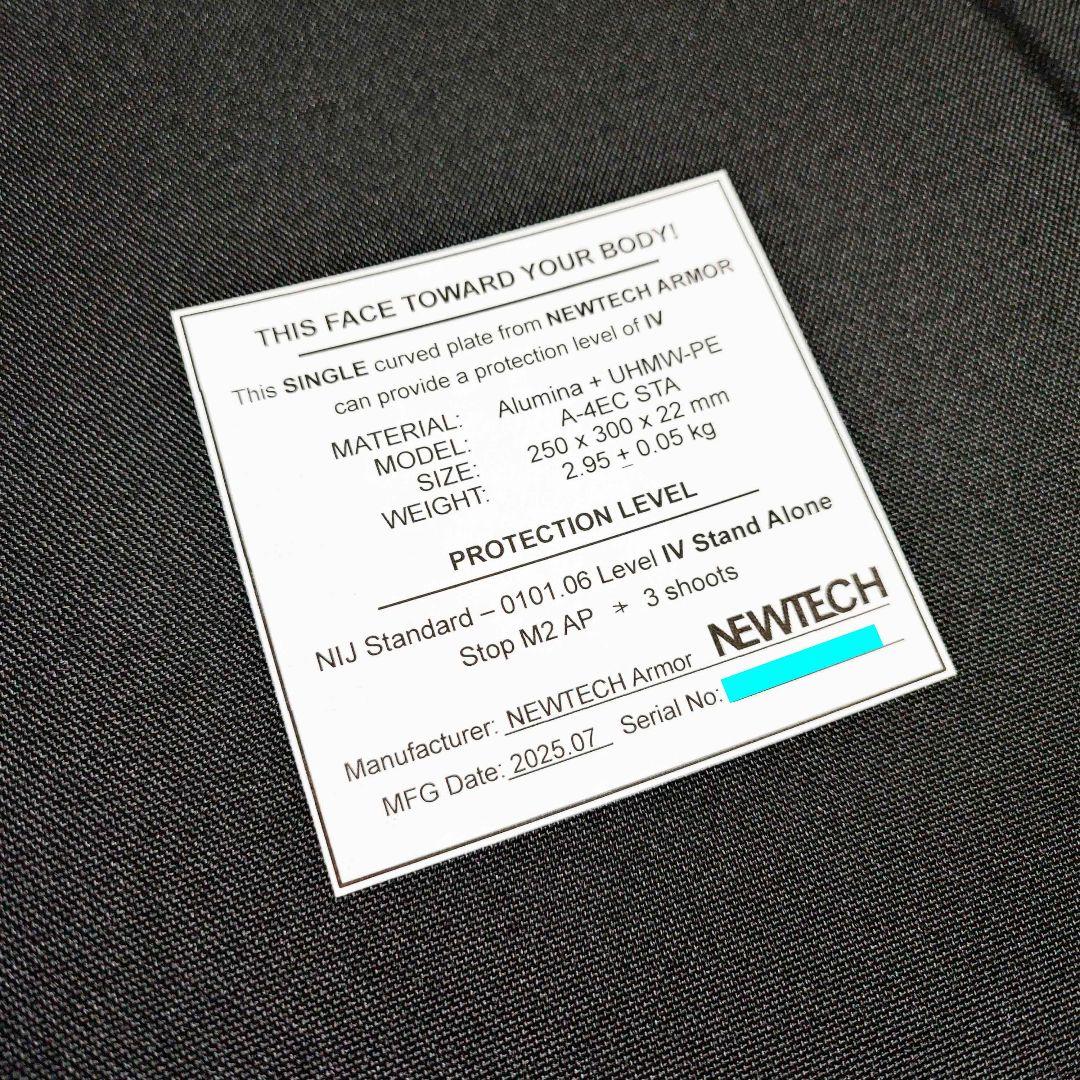 THIS FACE TOWARD YOUR BODY!
This SINGLE curved plate from NEWTECH ARMOR
can provide a protection level of IV
MATERIAL: Alumina + UHMW-PE
MODEL: A-4EC STA
SIZE: 250 x 300 x 22 mm
WEIGHT: 2.95 ± 0.05 kg
PROTECTION LEVEL
NIJ Standard – 0101.06 Level IV Stand Alone
Stop M2 AP * 3 shoots
NEWTECH
Manufacturer: NEWTECH Armor
MFG Date: 2025.07 Serial No: